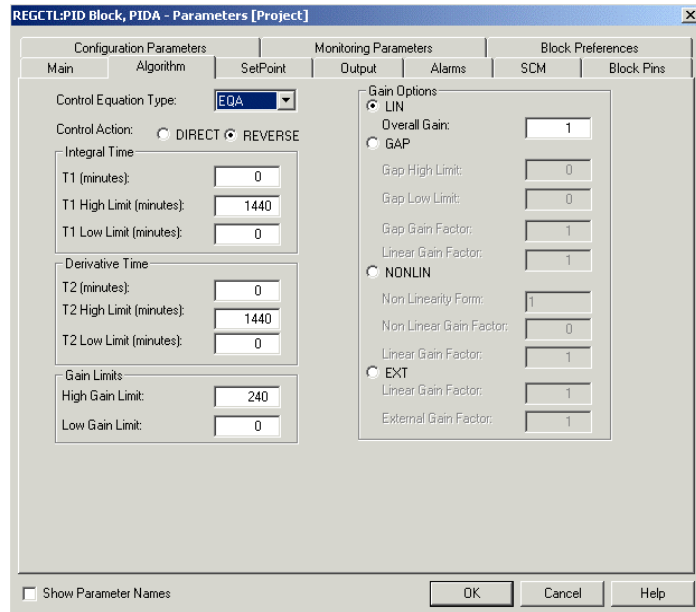 REGCTL:PID Block, PIDA - Parameters [Project]
Configuration Parameters
Monitoring Parameters
Block Preferences
Main
Algorithm
SetPoint
Output
Alarms
SCM
Block Pins
Control Equation Type:
EQA
Control Action:
DIRECT
REVERSE
Integral Time
T1 (minutes):
0
T1 High Limit (minutes):
1440
T1 Low Limit (minutes):
0
Derivative Time
T2 (minutes):
0
T2 High Limit (minutes):
1440
T2 Low Limit (minutes):
0
Gain Limits
High Gain Limit:
240
Low Gain Limit:
0
Gain Options
LIN
Overall Gain:
1
GAP
Gap High Limit:
0
Gap Low Limit:
0
Gap Gain Factor:
1
Linear Gain Factor:
1
NONLIN
Non Linearity Form:
1
Non Linear Gain Factor:
0
Linear Gain Factor:
1
EXT
Linear Gain Factor:
1
External Gain Factor:
1
Show Parameter Names
OK
Cancel
Help